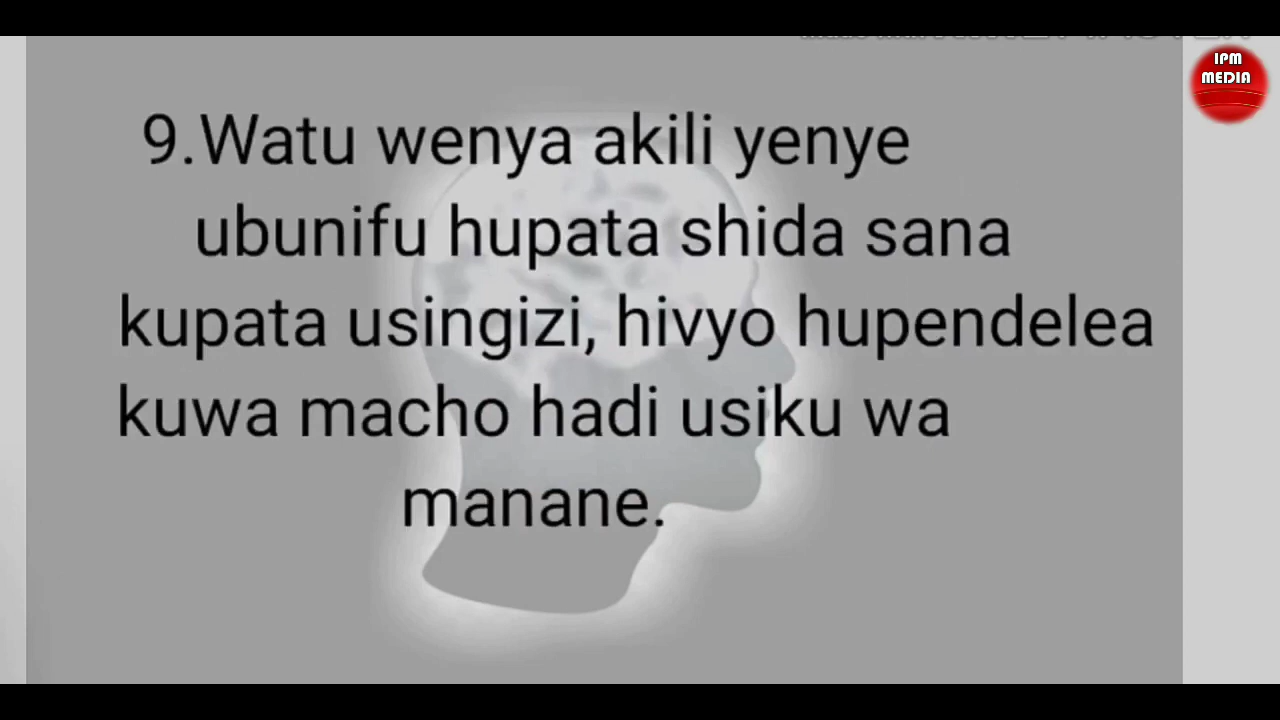 IPM
MEDIA
9.Watu wenya akili yenye
ubunifu hupata shida sana
kupata usingizi, hivyo hupendelea
kuwa macho hadi usiku wa
manane.